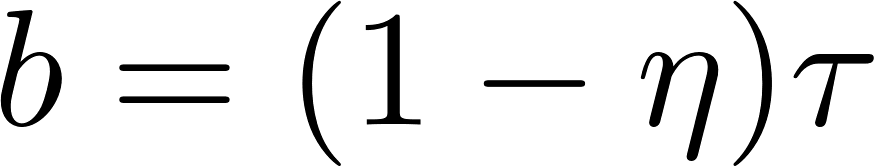 b = (1 − η)τ